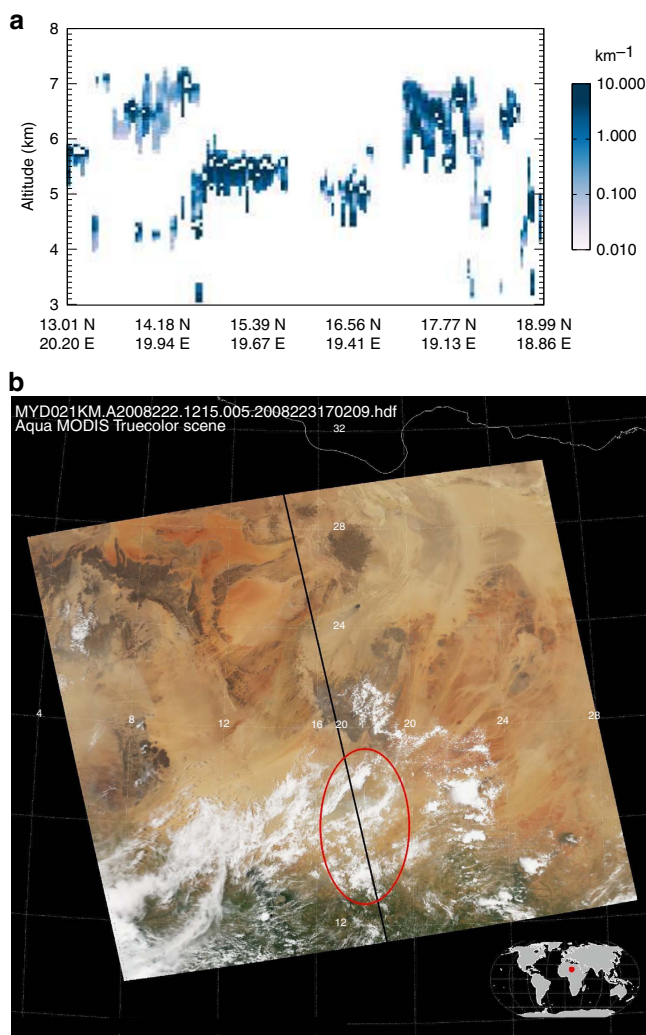 a
8
7
6
5
4
3
Altitude (km)
km–1
10.000
1.000
0.100
0.010
13.01 N 14.18 N 15.39 N 16.56 N 17.77 N 18.99 N
20.20 E 19.94 E 19.67 E 19.41 E 19.13 E 18.86 E
b
MYD021KM.A2008222.1215.005.2008223170209.hdf
Aqua MODIS Truecolor scene
32
28
24
4 8 12 16 20 20 24 28
12